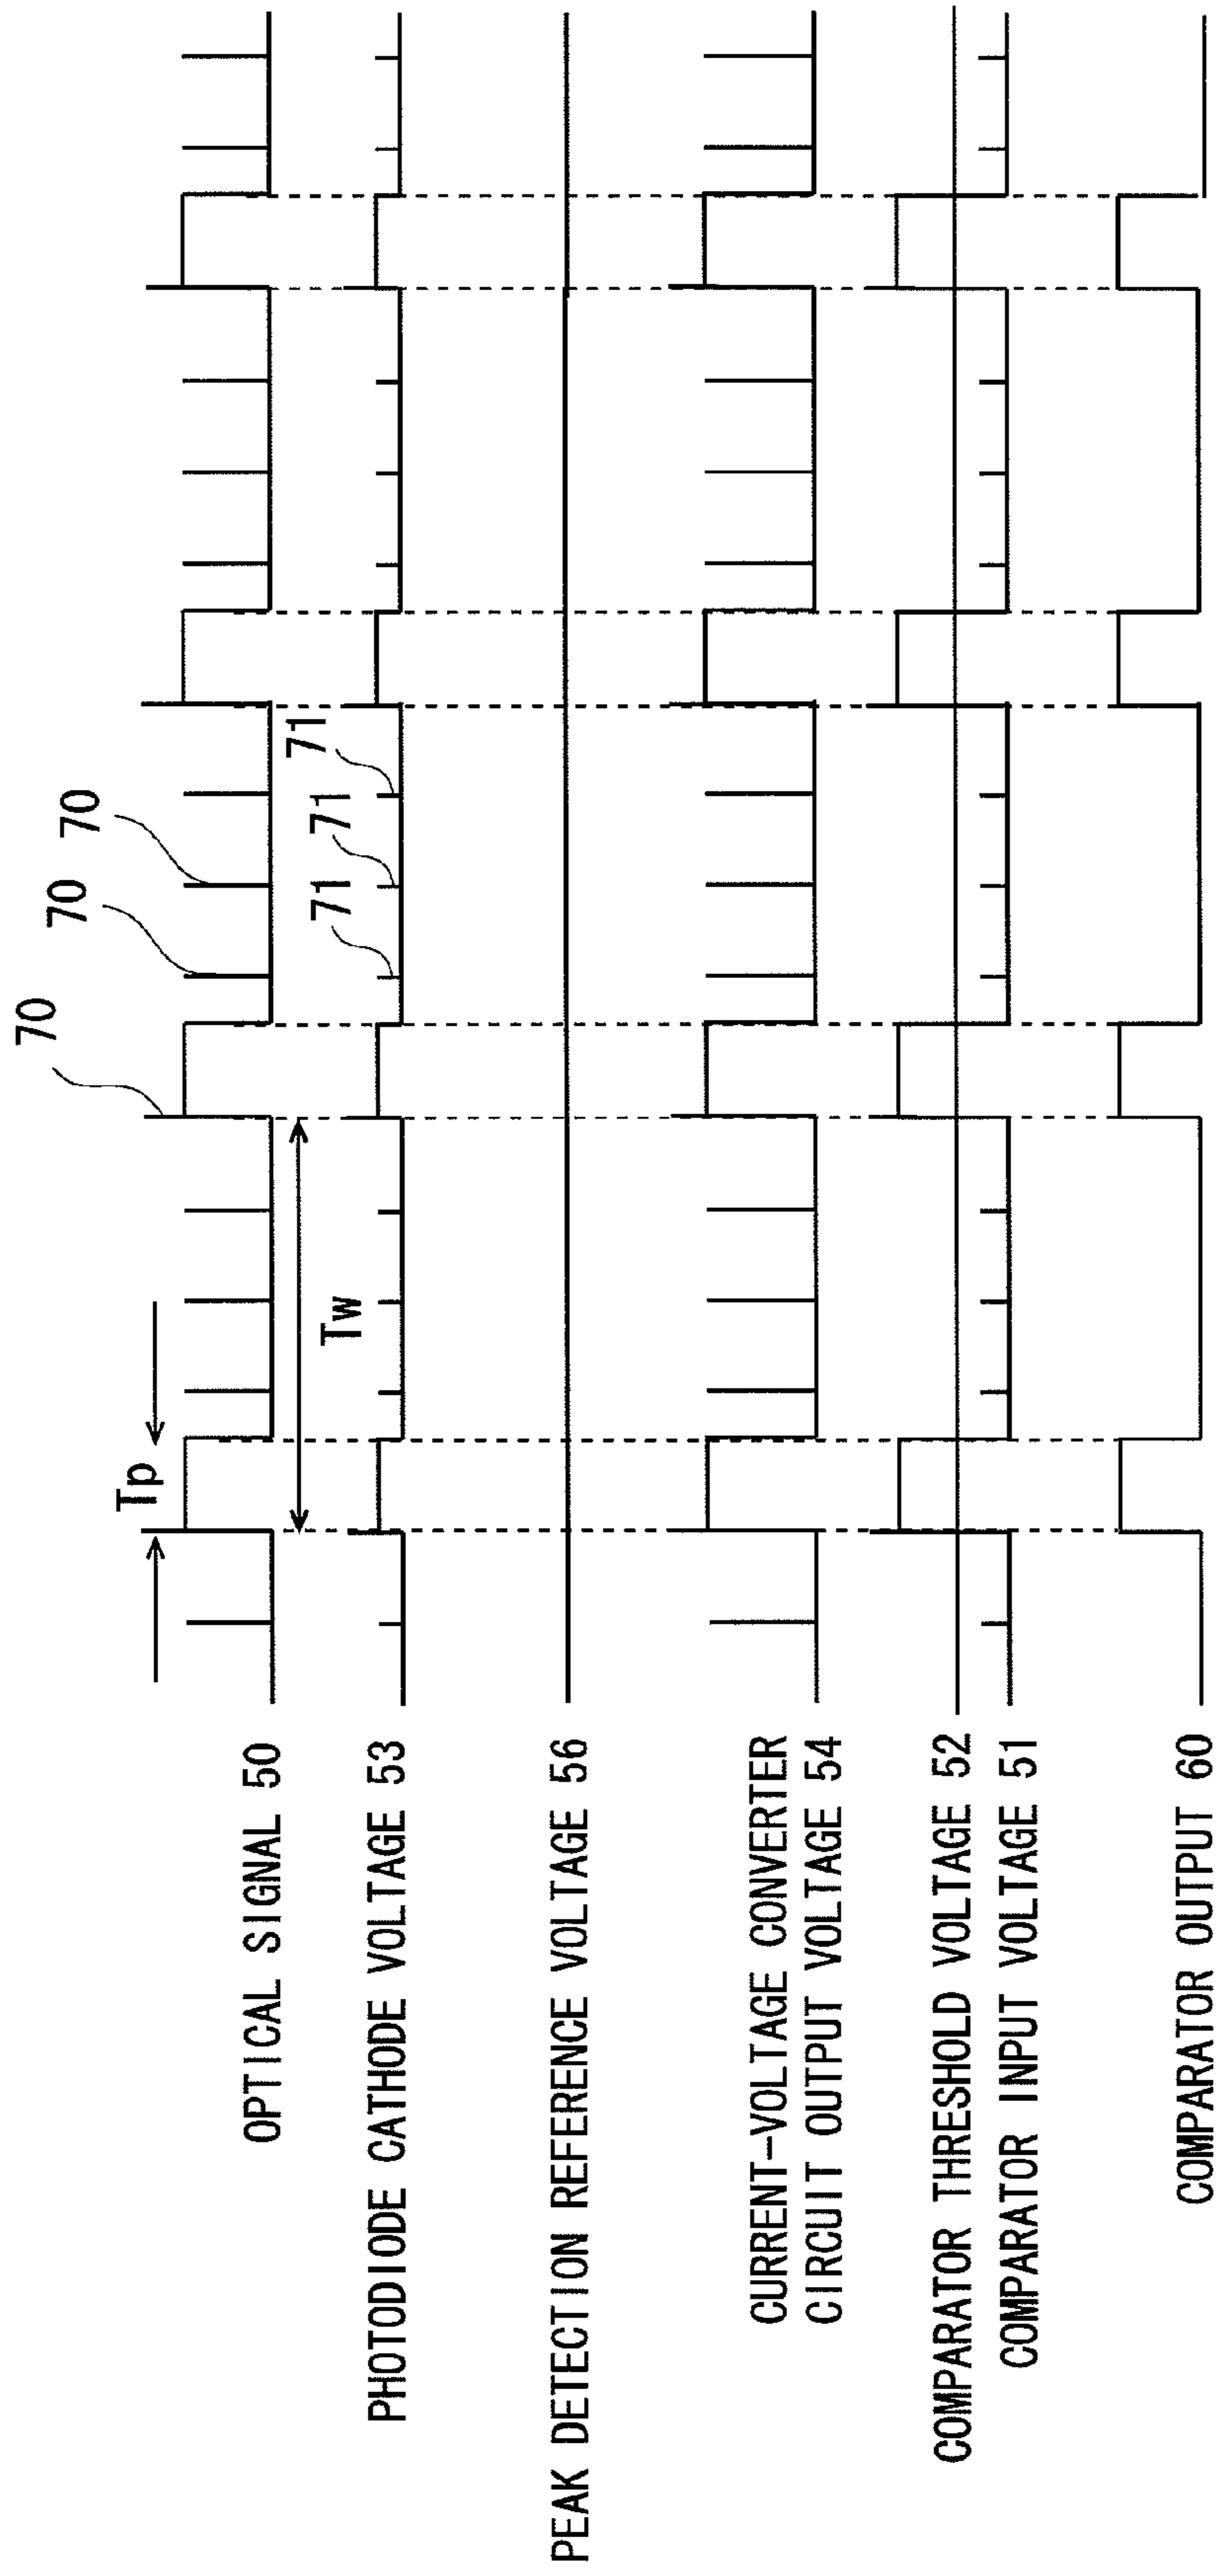 70
70
70
Tp
Tw
71
71
71
OPTICAL SIGNAL 50
PHOTODIODE CATHODE VOLTAGE 53
PEAK DETECTION REFERENCE VOLTAGE 56
CURRENT-VOLTAGE CONVERTER
CIRCUIT OUTPUT VOLTAGE 54
COMPARATOR THRESHOLD VOLTAGE 52
COMPARATOR INPUT VOLTAGE 51
COMPARATOR OUTPUT 60